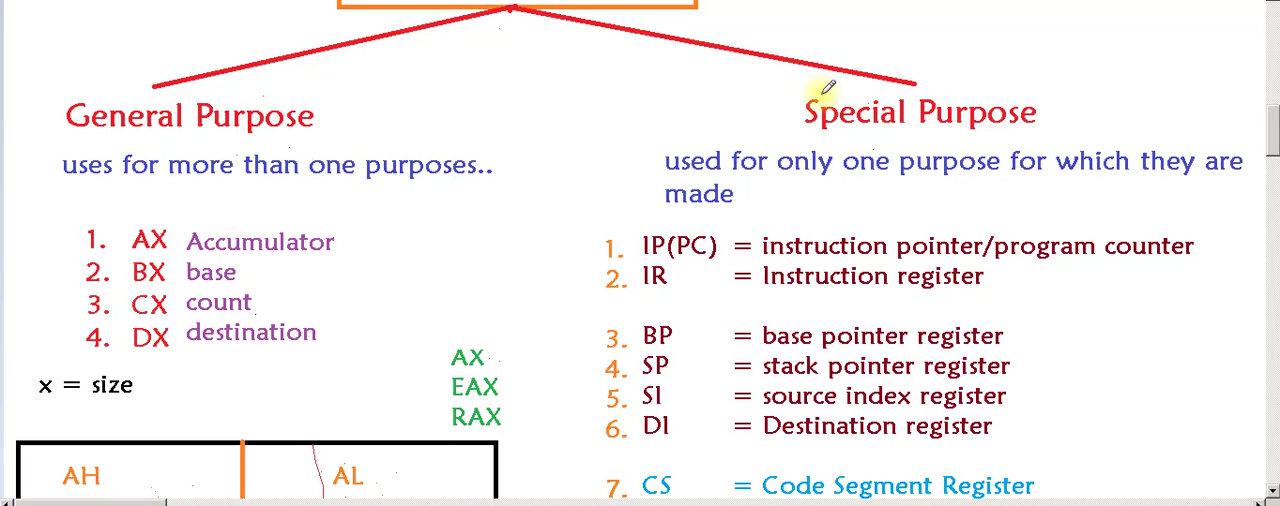 General Purpose
uses for more than one purposes..
1. AX Accumulator
2. BX base
3. CX count
4. DX destination
x = size
AX
EAX
RAX
AH
AL
Special Purpose
used for only one purpose for which they are
made
1. IP(PC) = instruction pointer/program counter
2. IR = Instruction register
3. BP = base pointer register
4. SP = stack pointer register
5. SI = source index register
6. DI = Destination register
7. CS = Code Segment Register